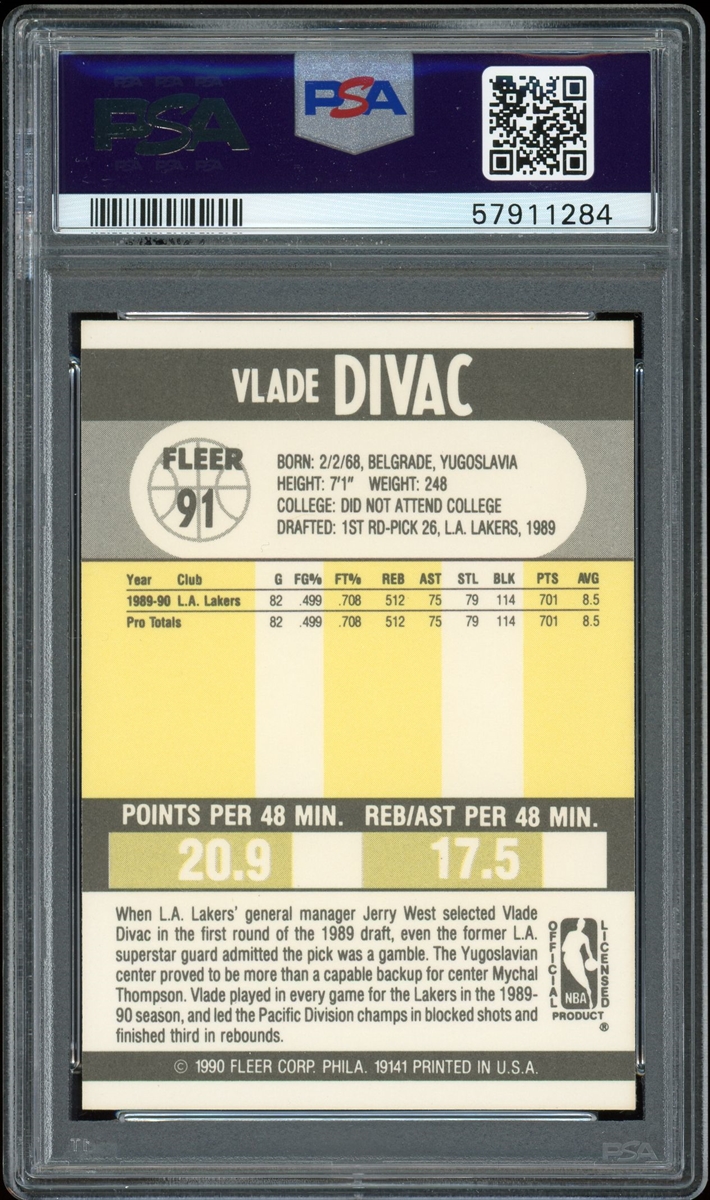 PSA PSA PSA
PSA
PSA PSA PSA
PSA
57911284
VLADE DIVAC
FLEER
91
BORN: 2/2/68, BELGRADE, YUGOSLAVIA
HEIGHT: 7'1" WEIGHT: 248
COLLEGE: DID NOT ATTEND COLLEGE
DRAFTED: 1ST RD-PICK 26, L.A. LAKERS, 1989
Year Club G FG% FT% REB AST STL BLK PTS AVG
1989-90 L.A. Lakers 82 .499 .708 512 75 79 114 701 8.5
Pro Totals 82 .499 .708 512 75 79 114 701 8.5
POINTS PER 48 MIN. REB/AST PER 48 MIN.
20.9 17.5
When L.A. Lakers' general manager Jerry West selected Vlade
Divac in the first round of the 1989 draft, even the former L.A.
superstar guard admitted the pick was a gamble. The Yugoslavian
center proved to be more than a capable backup for center Mychal
Thompson. Vlade played in every game for the Lakers in the 1989-
90 season, and led the Pacific Division champs in blocked shots and
finished third in rebounds.
OFFICIAL
LICENSED
NBA
PRODUCT
®
© 1990 FLEER CORP. PHILA. 19141 PRINTED IN U.S.A.
PSA